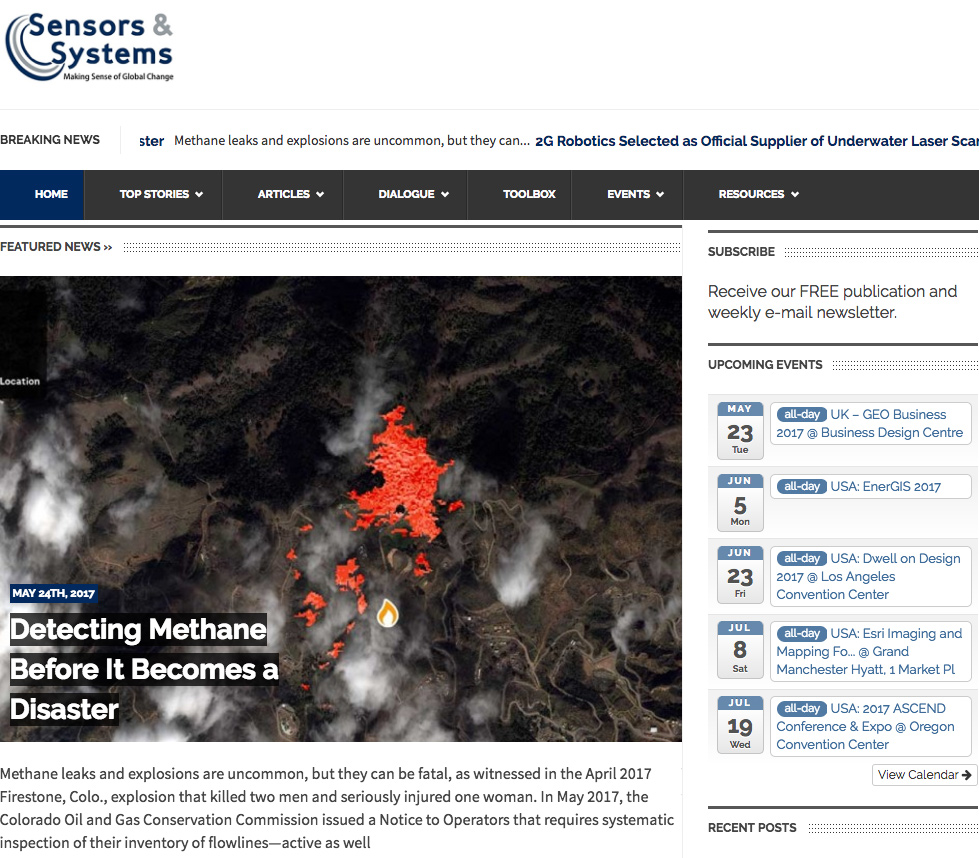 Sensors &
Systems
Making Sense of Global Change
BREAKING NEWS
ster Methane leaks and explosions are uncommon, but they can... 2G Robotics Selected as Official Supplier of Underwater Laser Scan
HOME TOP STORIES ARTICLES DIALOGUE TOOLBOX EVENTS RESOURCES
FEATURED NEWS »
Location
MAY 24TH, 2017
Detecting Methane
Before It Becomes a
Disaster
Methane leaks and explosions are uncommon, but they can be fatal, as witnessed in the April 2017
Firestone, Colo., explosion that killed two men and seriously injured one woman. In May 2017, the
Colorado Oil and Gas Conservation Commission issued a Notice to Operators that requires systematic
inspection of their inventory of flowlines—active as well
SUBSCRIBE
Receive our FREE publication and
weekly e-mail newsletter.
UPCOMING EVENTS
MAY
23
Tue
all-day UK – GEO Business
2017 @ Business Design Centre
JUN
5
Mon
all-day USA: EnerGIS 2017
JUN
23
Fri
all-day USA: Dwell on Design
2017 @ Los Angeles
Convention Center
JUL
8
Sat
all-day USA: Esri Imaging and
Mapping Fo... @ Grand
Manchester Hyatt, 1 Market Pl
JUL
19
Wed
all-day USA: 2017 ASCEND
Conference & Expo @ Oregon
Convention Center
View Calendar
RECENT POSTS